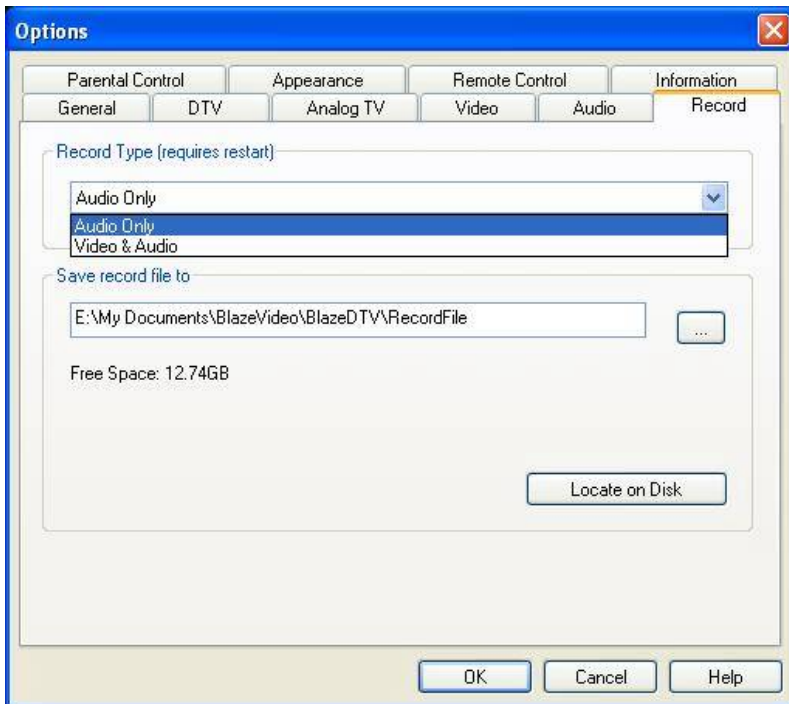 Options
Parental Control Appearance Remote Control Information
General DTV Analog TV Video Audio Record
Record Type (requires restart)
Audio Only
Audio Only
Video & Audio
Save record file to
E:\My Documents\BlazeVideo\BlazeDTV\RecordFile
...
Free Space: 12.74GB
Locate on Disk
OK Cancel Help